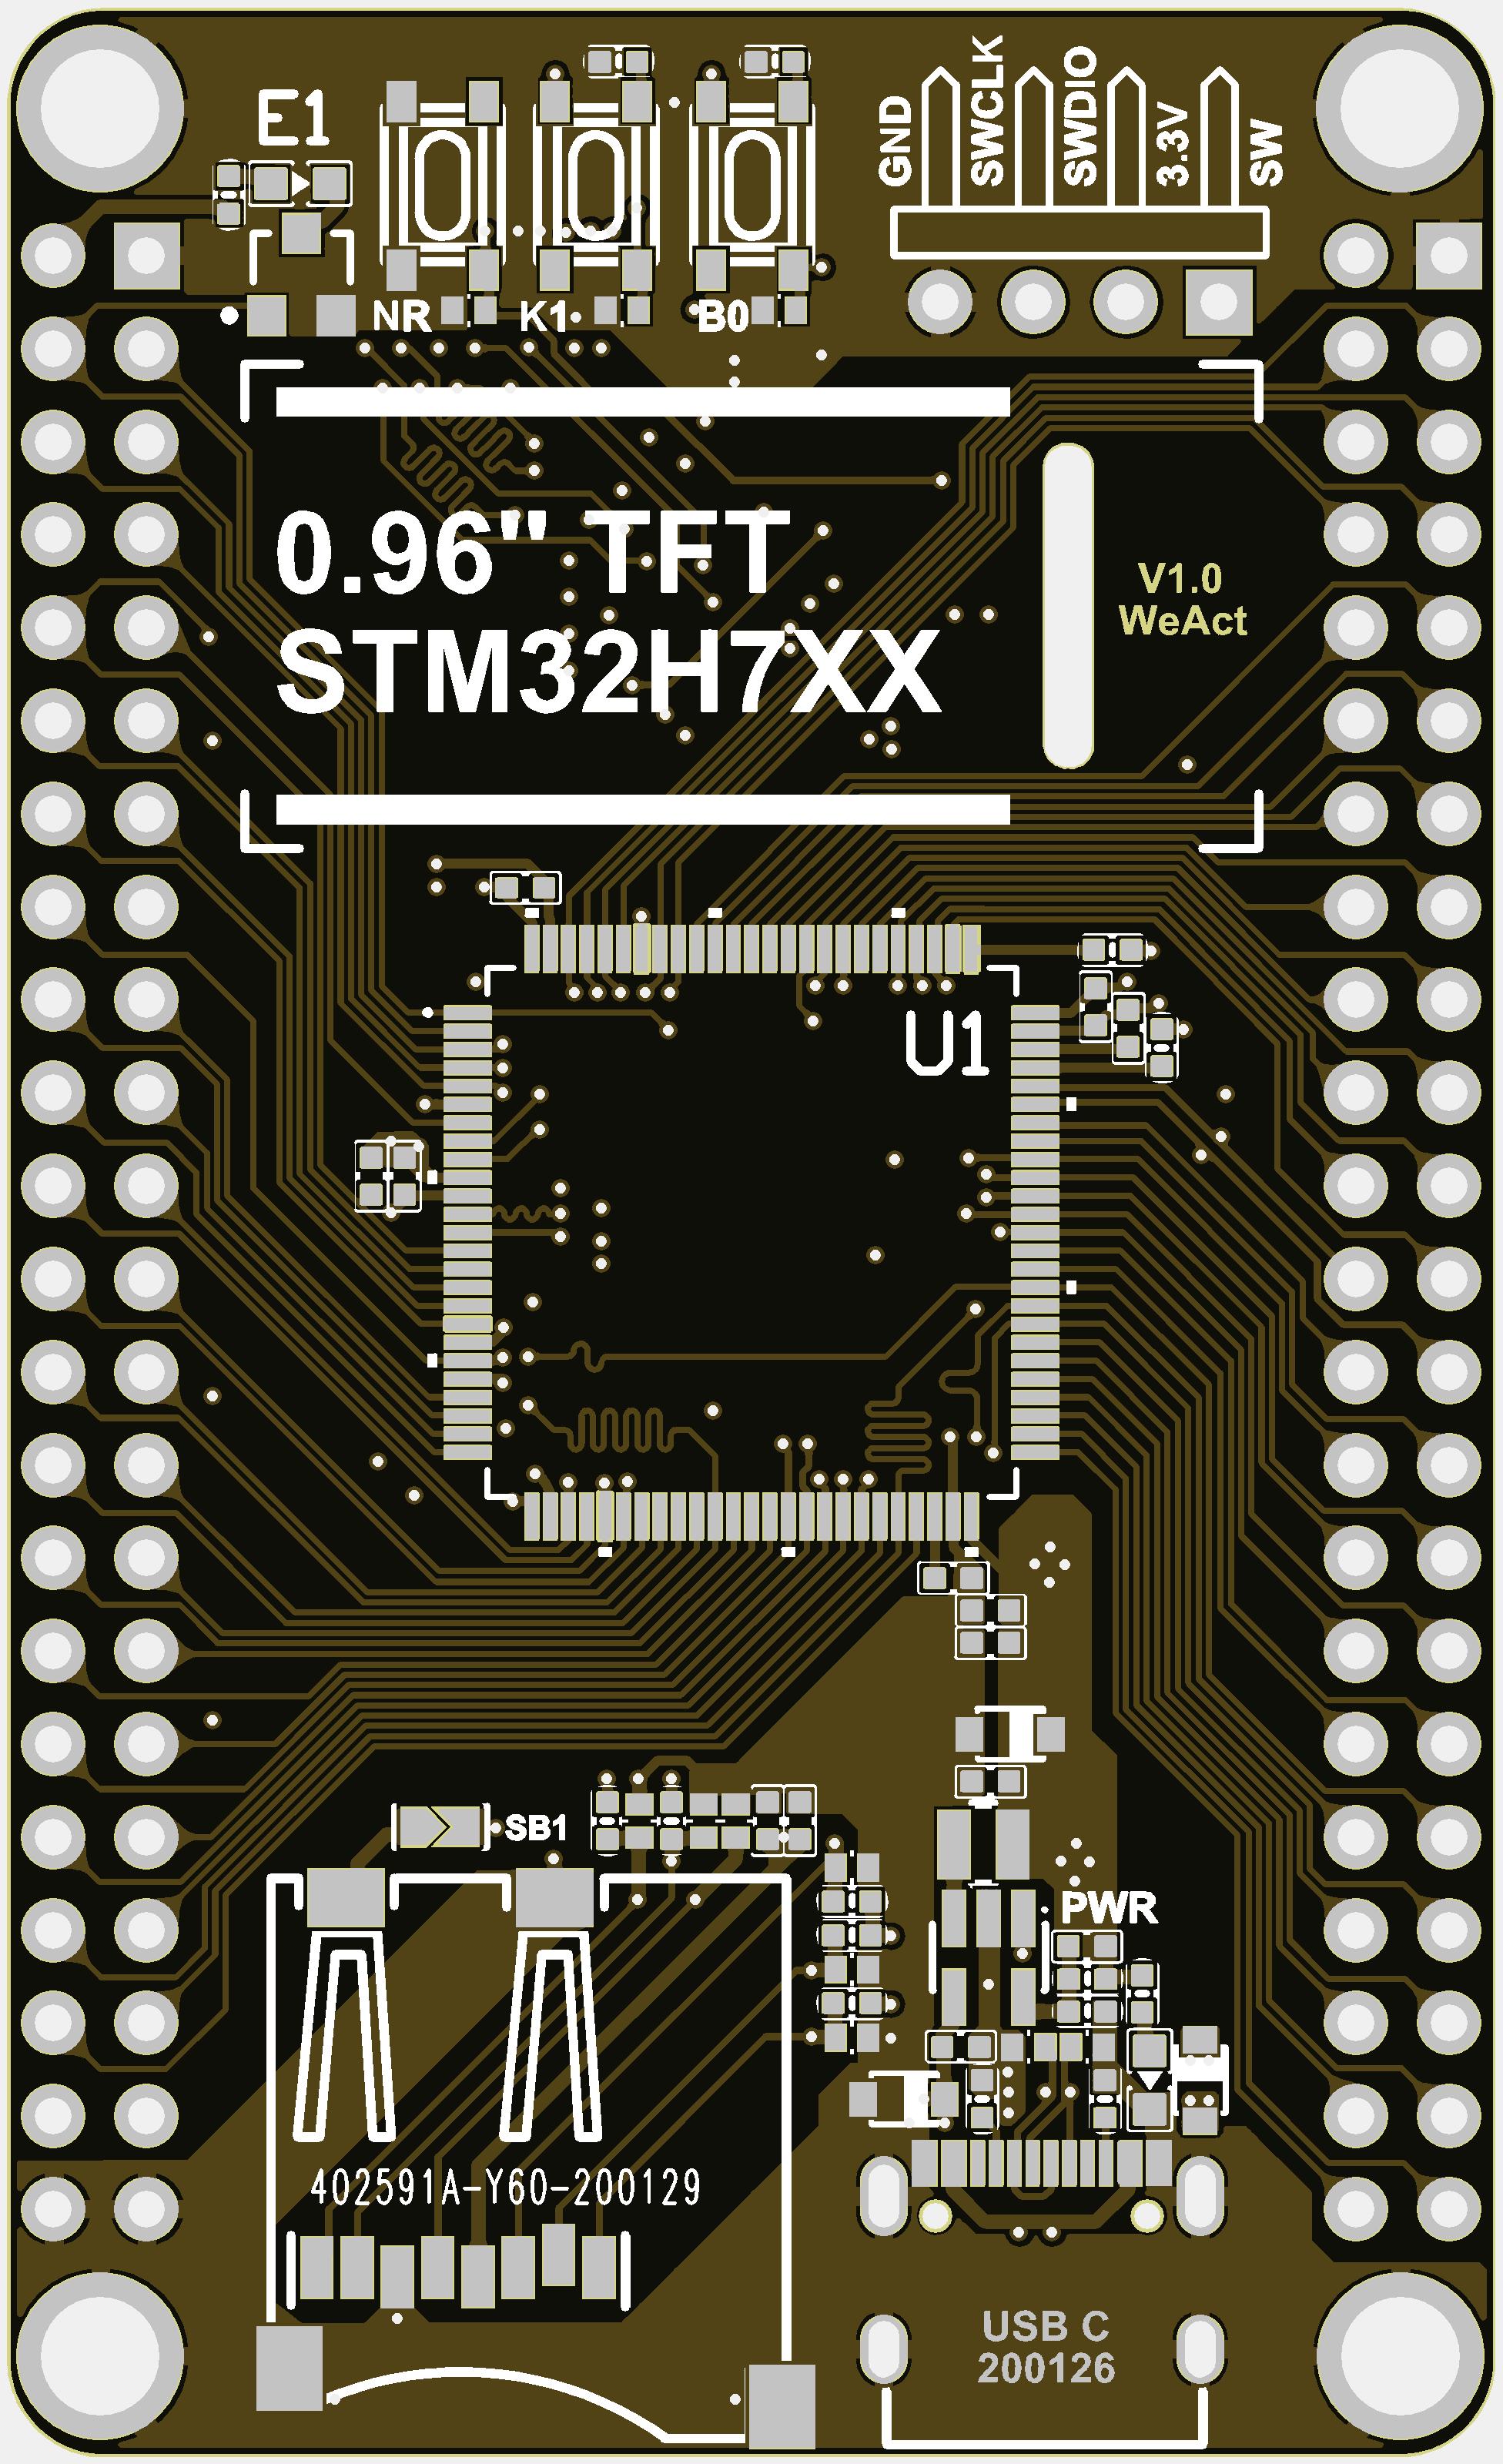 E1
GND
SWCLK
SWDIO
3.3V
SW
NR
K1
B0
0.96" TFT
STM32H7XX
V1.0
WeAct
U1
SB1
PWR
402591A-Y60-200129
USB C
200126